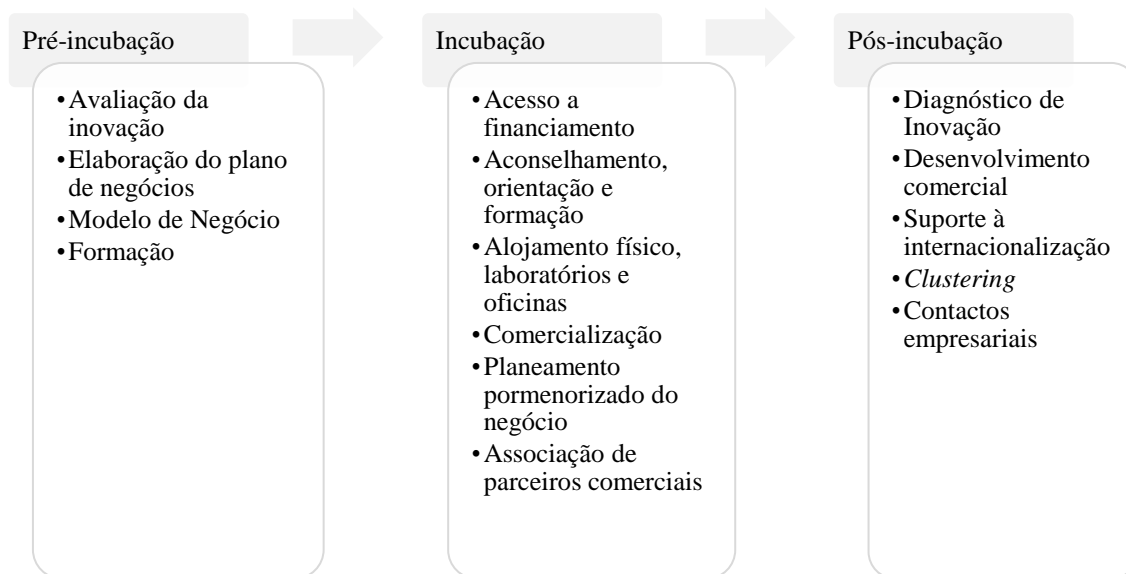 Pré-incubação
•Avaliação da
inovação
•Elaboração do plano
de negócios
•Modelo de Negócio
•Formação
Incubação
•Acesso a
financiamento
•Aconselhamento,
orientação e
formação
•Alojamento físico,
laboratórios e
oficinas
•Comercialização
•Planeamento
pormenorizado do
negócio
•Associação de
parceiros comerciais
Pós-incubação
•Diagnóstico de
Inovação
•Desenvolvimento
comercial
•Suporte à
internacionalização
•Clustering
•Contactos
empresariais